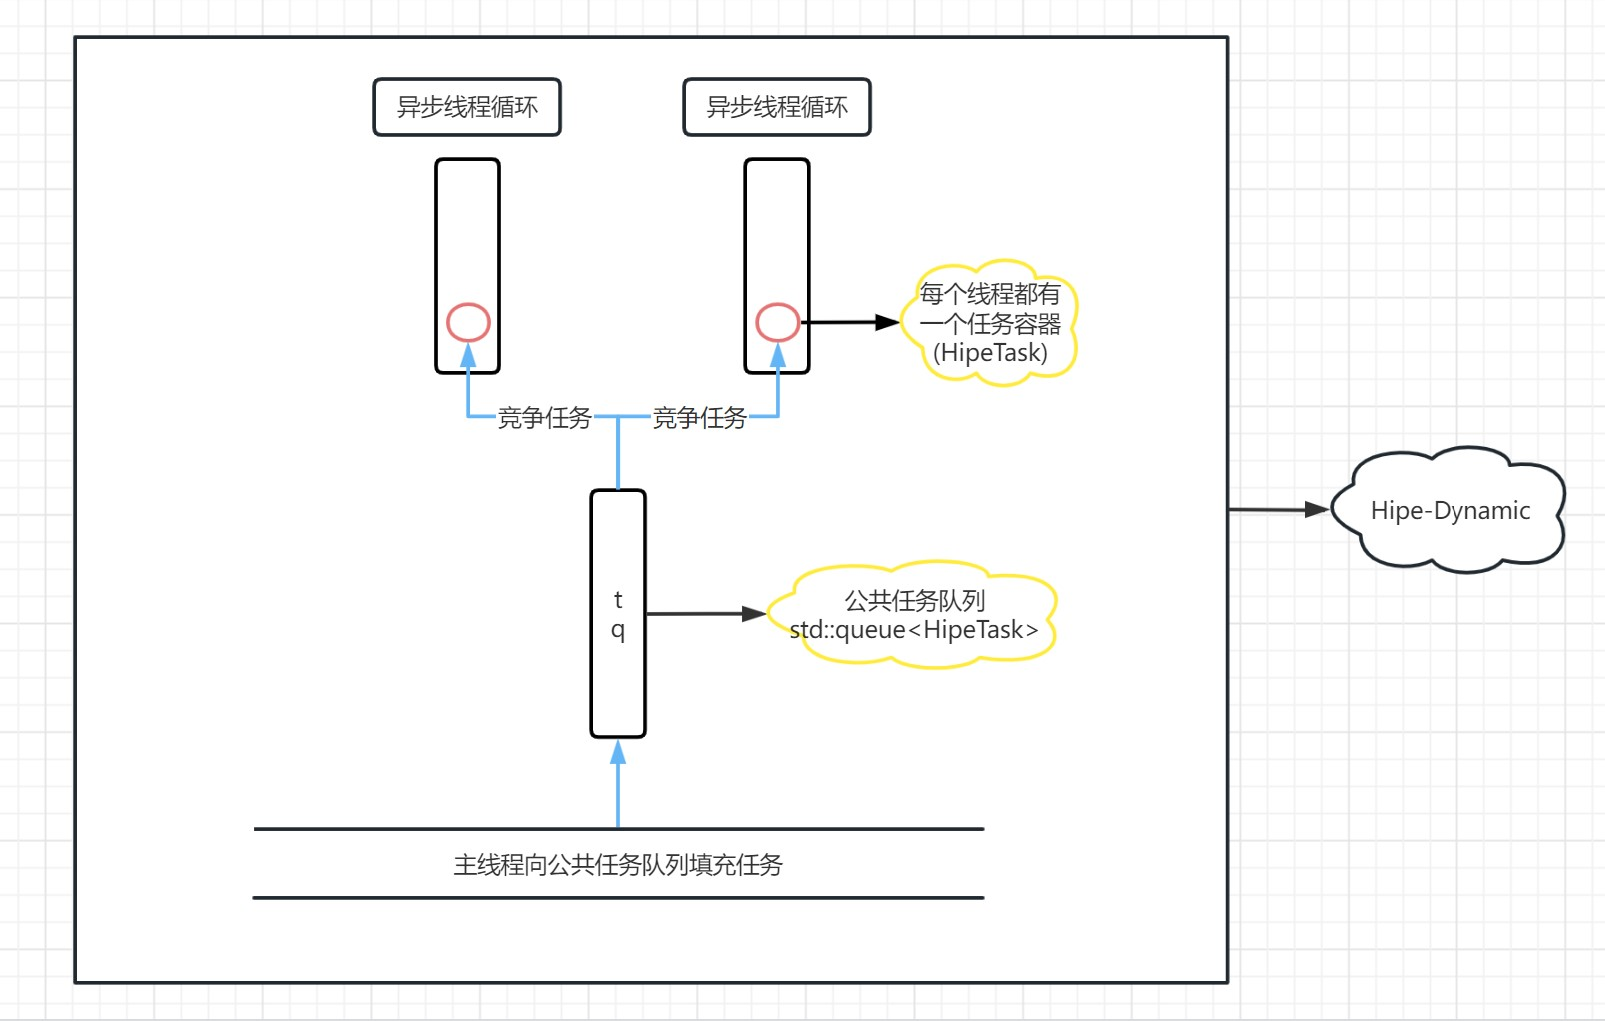 异步线程循环
异步线程循环
每个线程都有
一个任务容器
(HipeTask)
竞争任务
竞争任务
Hipe-Dynamic
t
q
公共任务队列
std::queue<HipeTask>
主线程向公共任务队列填充任务